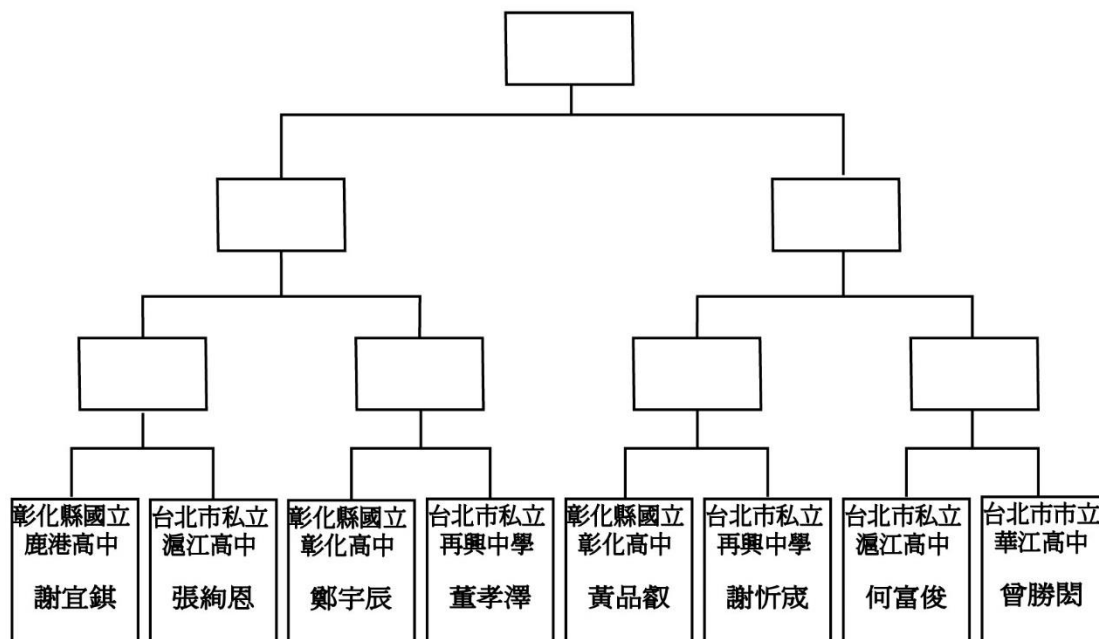 彰化縣國立
鹿港高中
謝宜錤
台北市私立
滬江高中
張絢恩
彰化縣國立
彰化高中
鄭宇辰
台北市私立
再興中學
董孝澤
彰化縣國立
彰化高中
黃品叡
台北市私立
再興中學
謝忻宬
台北市私立
滬江高中
何富俊
台北市市立
華江高中
曾勝閎